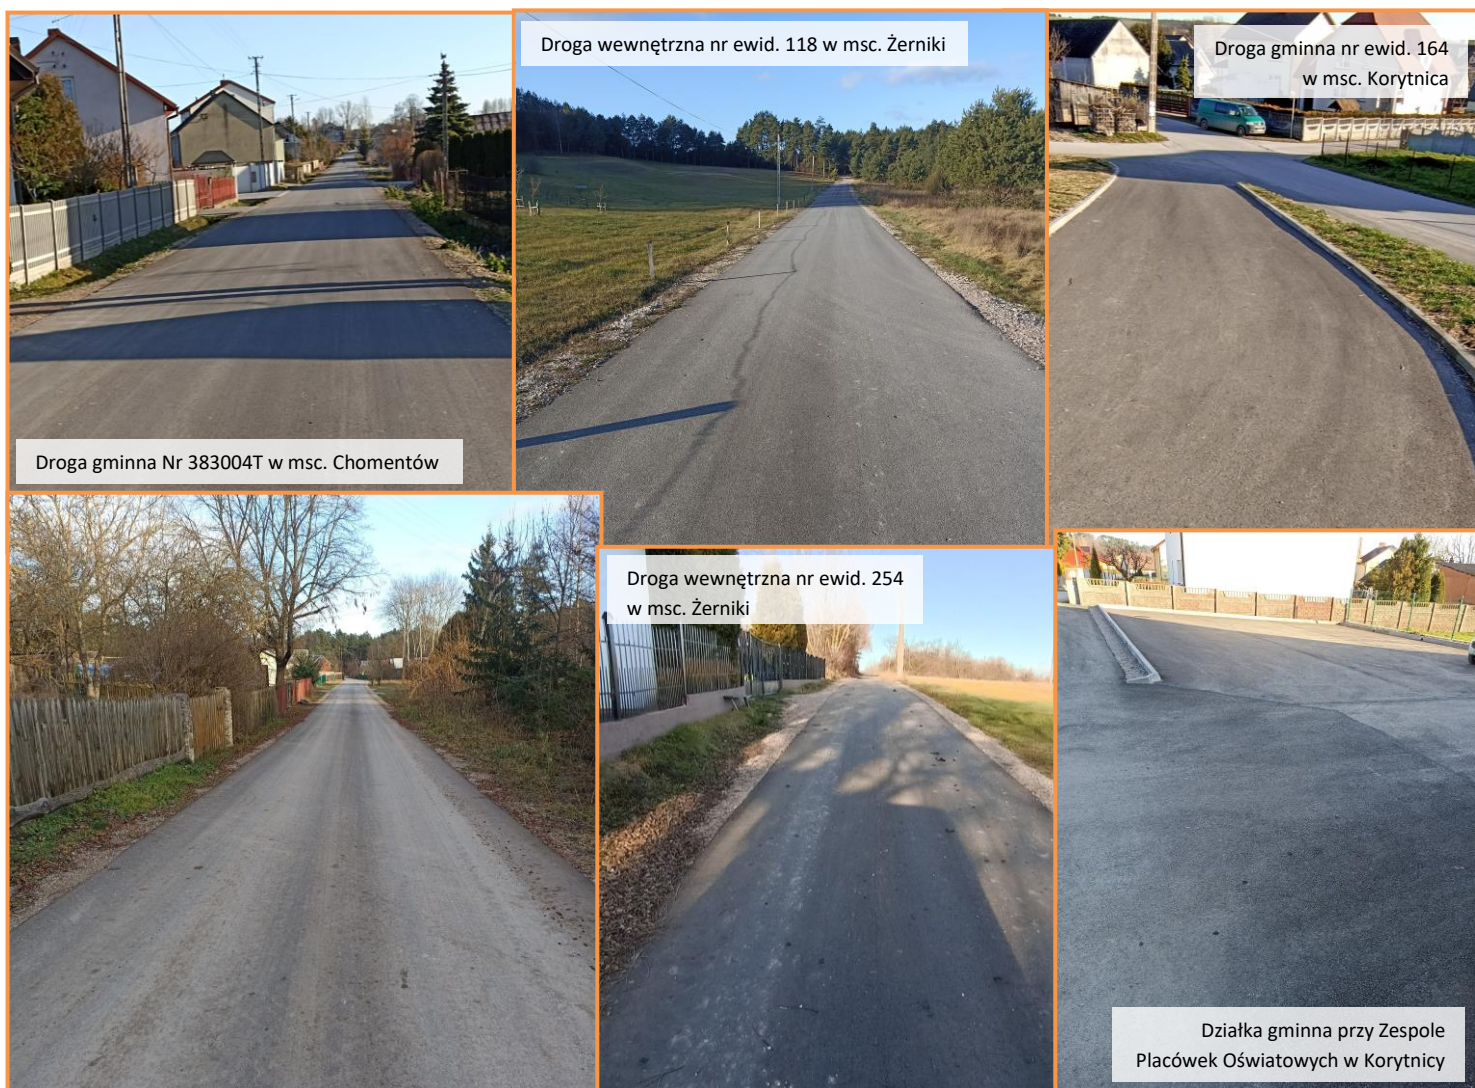 Droga wewnętrzna nr ewid. 118 w msc. Żerniki
Droga gminna nr ewid. 164
w msc. Korytnica
Droga gminna Nr 383004T w msc. Chomentów
Droga wewnętrzna nr ewid. 254
w msc. Żerniki
Działka gminna przy Zespole
Placówek Oświatowych w Korytnicy